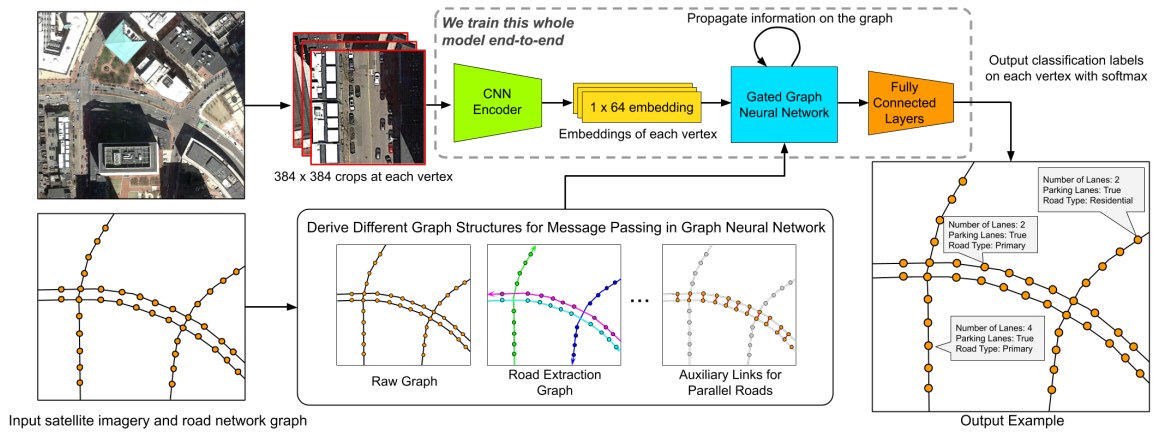 We train this whole
model end-to-end
Propagate information on the graph
CNN
Encoder
1 x 64 embedding
Embeddings of each vertex
Gated Graph
Neural Network
Fully
Connected
Layers
Output classification labels
on each vertex with softmax
384 x 384 crops at each vertex
Derive Different Graph Structures for Message Passing in Graph Neural Network
Raw Graph
Road Extraction
Graph
Auxiliary Links for
Parallel Roads
Input satellite imagery and road network graph
Number of Lanes: 2
Parking Lanes: True
Road Type: Residential
Number of Lanes: 2
Parking Lanes: True
Road Type: Primary
Number of Lanes: 4
Parking Lanes: True
Road Type: Primary
Output Example